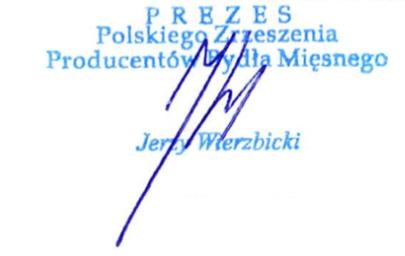 P R E Z E S
Polskiego Zrzeszenia
Producentów Bydła Mięsnego
Jerzy Wierzbicki